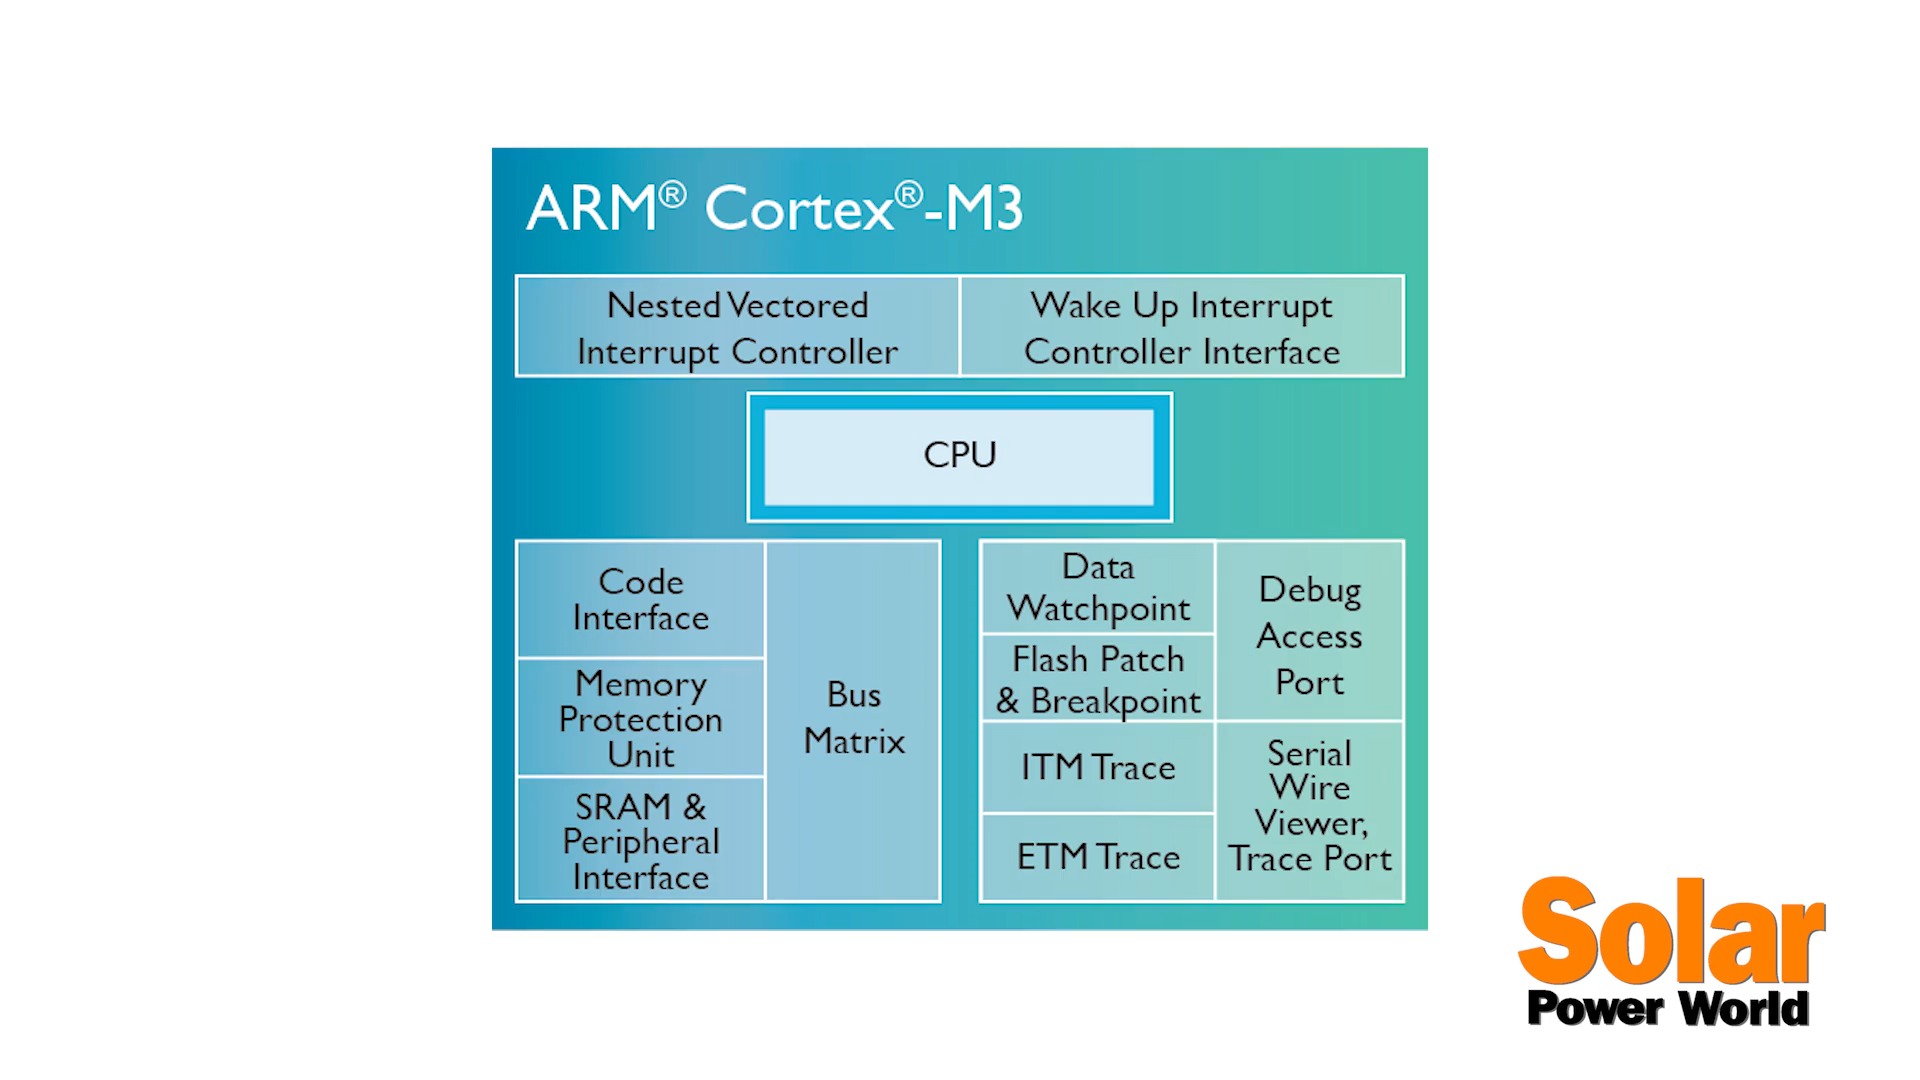 ARM® Cortex®-M3
Nested Vectored
Interrupt Controller
Wake Up Interrupt
Controller Interface
CPU
Code
Interface
Memory
Protection
Unit
SRAM &
Peripheral
Interface
Bus
Matrix
Data
Watchpoint
Flash Patch
& Breakpoint
ITM Trace
ETM Trace
Debug
Access
Port
Serial
Wire
Viewer,
Trace Port
Solar
Power World